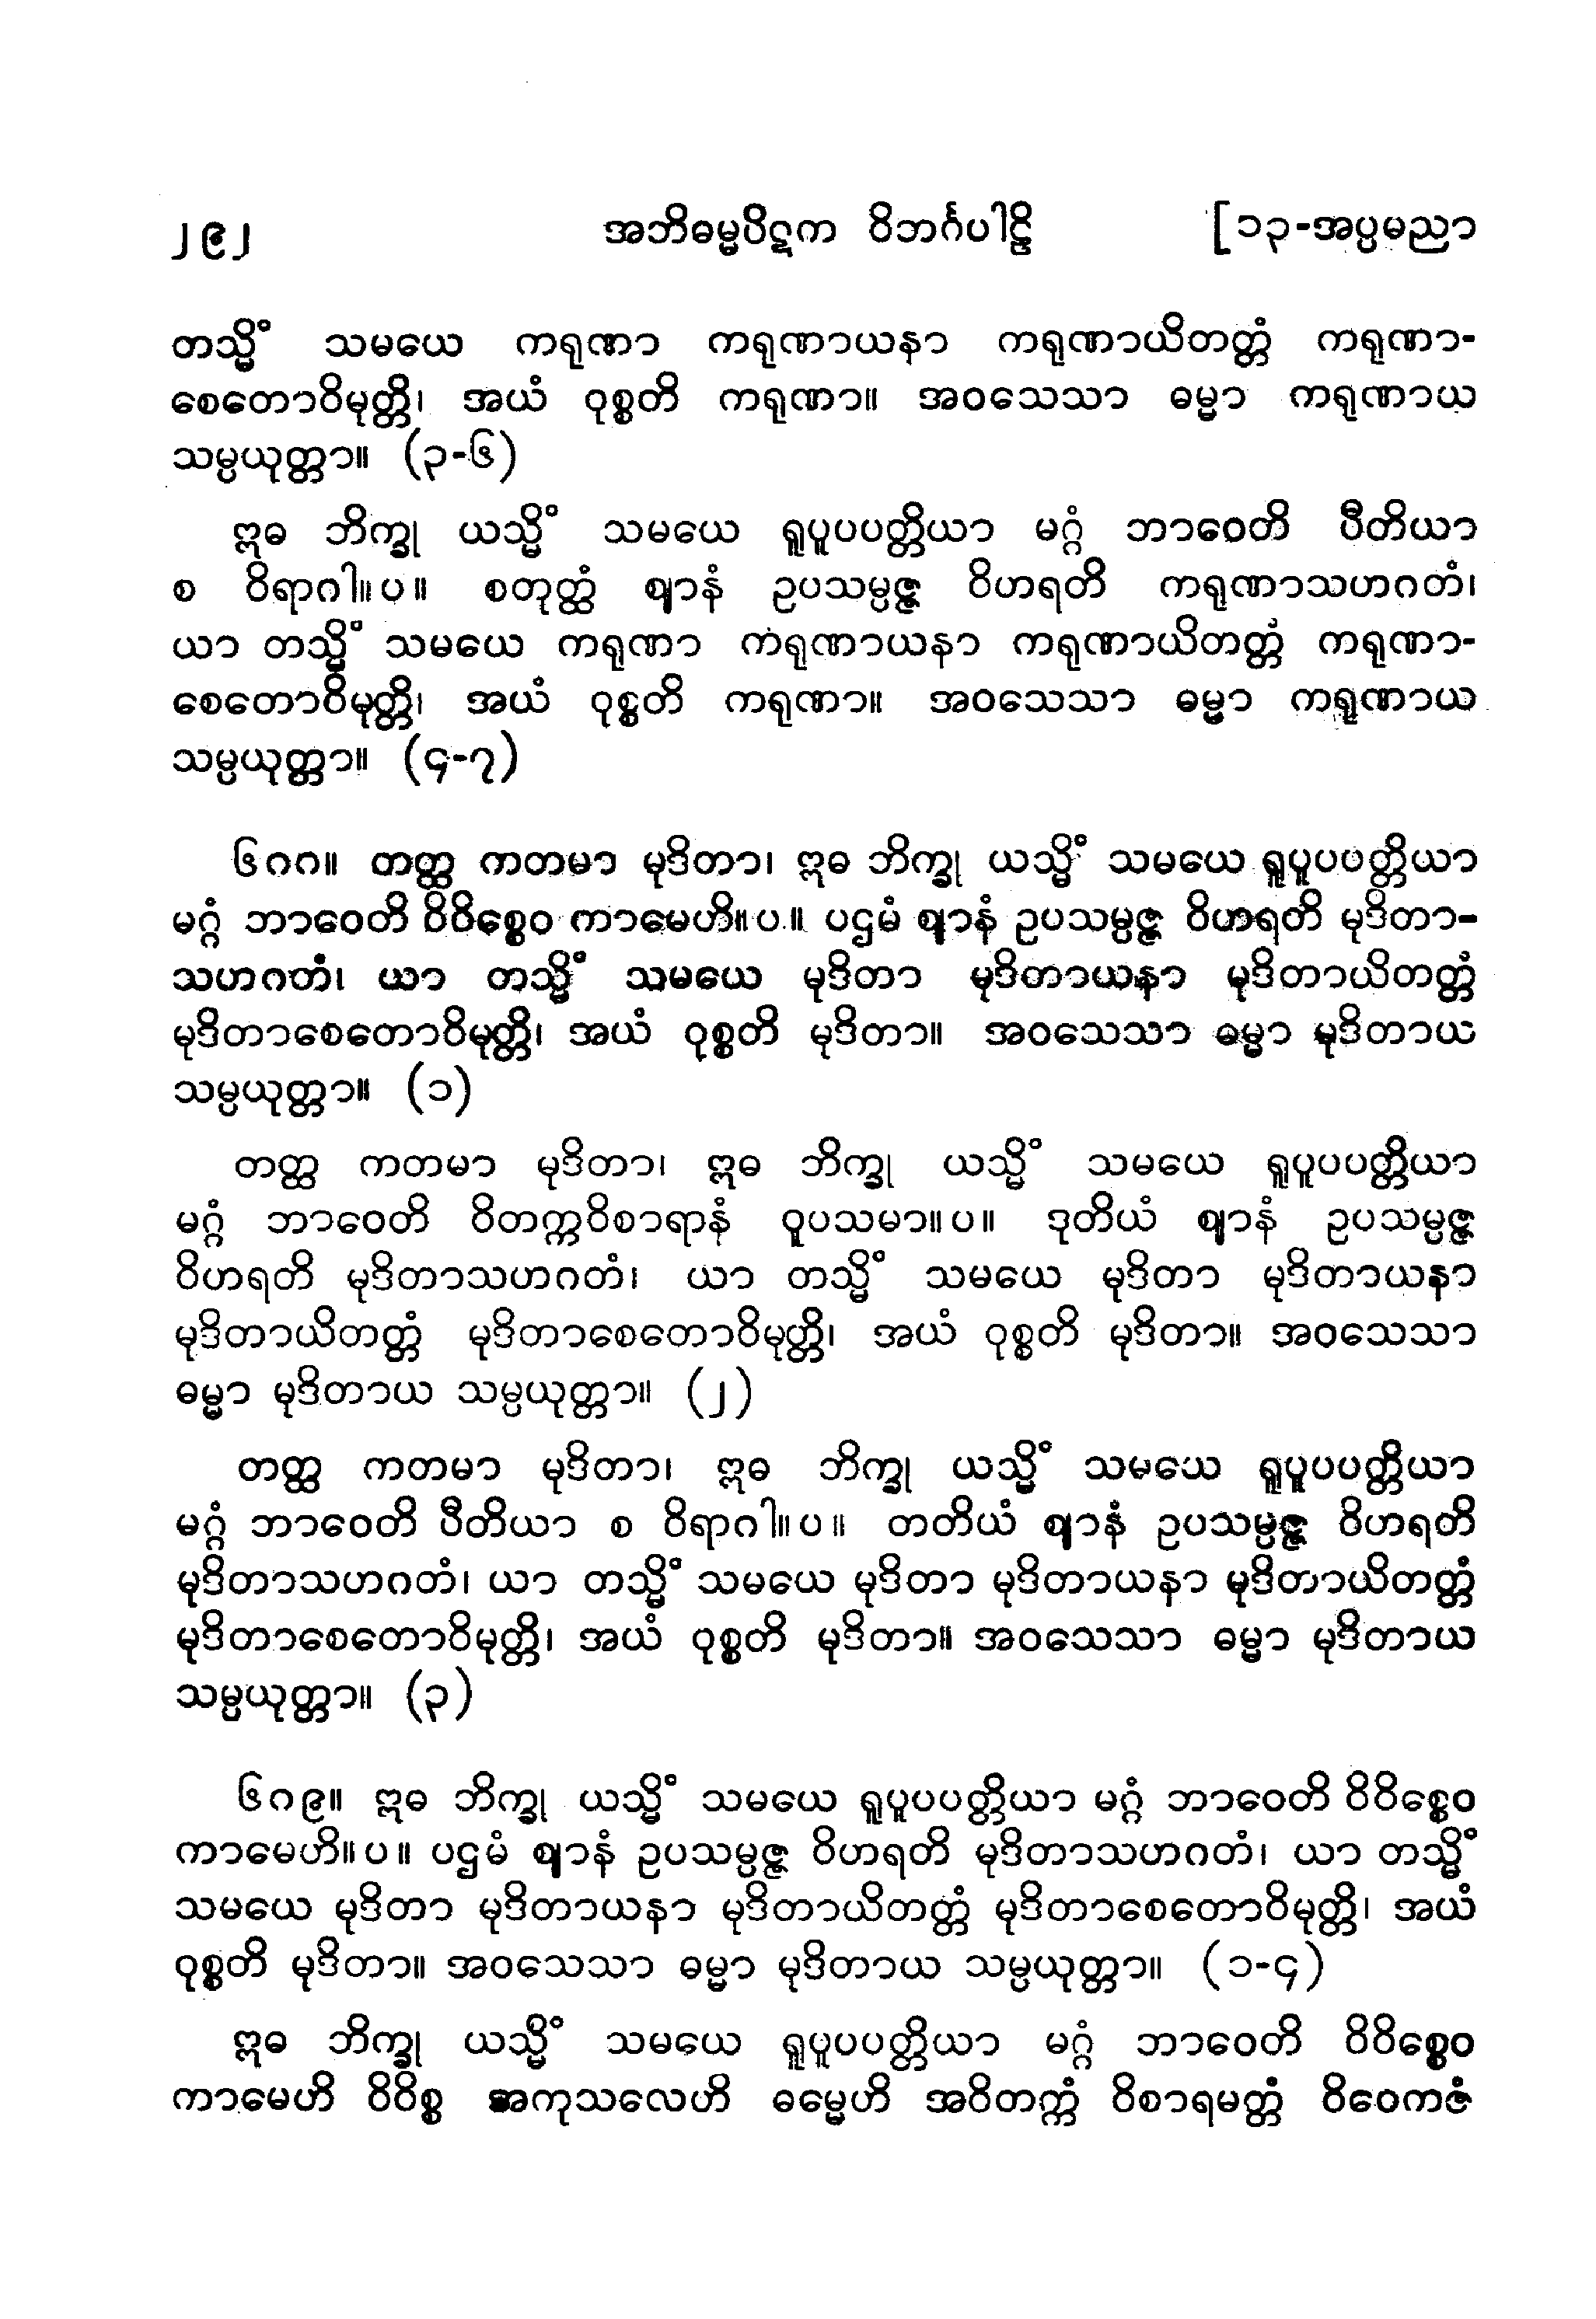 ၂၉၂ အဘိဓမ္မပိဋက ဝိဘင်္ဂပါဠိ [၁၃-အပ္ပမညာ
တသ္မိံ သမယေ ကရုဏာ ကရုဏာယနာ ကရုဏာယိတတ္တံ ကရုဏာ-
စေတောဝိမုတ္တိ၊ အယံ ဝုစ္စတိ ကရုဏာ။ အဝသေသာ ဓမ္မာ ကရုဏာယ
သမ္ပယုတ္တာ။ (၃-၆)
ဣဓ ဘိက္ခု ယသ္မိံ သမယေ ရူပူပပတ္တိယာ မဂ္ဂံ ဘာဝေတိ ပီတိယာ
စ ဝိရာဂါ။ပ။ စတုတ္ထံ ဈာနံ ဥပသမ္ပဇ္ဇ ဝိဟရတိ ကရုဏာသဟဂတံ၊
ယာ တသ္မိံ သမယေ ကရုဏာ ကရုဏာယနာ ကရုဏာယိတတ္တံ ကရုဏာ-
စေတောဝိမုတ္တိ၊ အယံ ဝုစ္စတိ ကရုဏာ။ အဝသေသာ ဓမ္မာ ကရုဏာယ
သမ္ပယုတ္တာ။ (၄-၇)
၆၈၈။ တတ္ထ ကတမာ မုဒိတာ၊ ဣဓ ဘိက္ခု ယသ္မိံ သမယေ ရူပူပပတ္တိယာ
မဂ္ဂံ ဘာဝေတိ ဝိဝိစ္စေဝ ကာမေဟိ။ပ။ ပဌမံ ဈာနံ ဥပသမ္ပဇ္ဇ ဝိဟရတိ မုဒိတာ-
သဟဂတံ၊ ယာ တသ္မိံ သမယေ မုဒိတာ မုဒိတာယနာ မုဒိတာယိတတ္တံ
မုဒိတာစေတောဝိမုတ္တိ၊ အယံ ဝုစ္စတိ မုဒိတာ။ အဝသေသာ ဓမ္မာ မုဒိတာယ
သမ္ပယုတ္တာ။ (၁)
တတ္ထ ကတမာ မုဒိတာ၊ ဣဓ ဘိက္ခု ယသ္မိံ သမယေ ရူပူပပတ္တိယာ
မဂ္ဂံ ဘာဝေတိ ဝိတက္ကဝိစာရာနံ ဝူပသမာ။ပ။ ဒုတိယံ ဈာနံ ဥပသမ္ပဇ္ဇ
ဝိဟရတိ မုဒိတာသဟဂတံ၊ ယာ တသ္မိံ သမယေ မုဒိတာ မုဒိတာယနာ
မုဒိတာယိတတ္တံ မုဒိတာစေတောဝိမုတ္တိ၊ အယံ ဝုစ္စတိ မုဒိတာ။ အဝသေသာ
ဓမ္မာ မုဒိတာယ သမ္ပယုတ္တာ။ (၂)
တတ္ထ ကတမာ မုဒိတာ၊ ဣဓ ဘိက္ခု ယသ္မိံ သမယေ ရူပူပပတ္တိယာ
မဂ္ဂံ ဘာဝေတိ ပီတိယာ စ ဝိရာဂါ။ပ။ တတိယံ ဈာနံ ဥပသမ္ပဇ္ဇ ဝိဟရတိ
မုဒိတာသဟဂတံ၊ ယာ တသ္မိံ သမယေ မုဒိတာ မုဒိတာယနာ မုဒိတာယိတတ္တံ
မုဒိတာစေတောဝိမုတ္တိ၊ အယံ ဝုစ္စတိ မုဒိတာ။ အဝသေသာ ဓမ္မာ မုဒိတာယ
သမ္ပယုတ္တာ။ (၃)
၆၈၉။ ဣဓ ဘိက္ခု ယသ္မိံ သမယေ ရူပူပပတ္တိယာ မဂ္ဂံ ဘာဝေတိ ဝိဝိစ္စေဝ
ကာမေဟိ။ပ။ ပဌမံ ဈာနံ ဥပသမ္ပဇ္ဇ ဝိဟရတိ မုဒိတာသဟဂတံ၊ ယာ တသ္မိံ
သမယေ မုဒိတာ မုဒိတာယနာ မုဒိတာယိတတ္တံ မုဒိတာစေတောဝိမုတ္တိ၊ အယံ
ဝုစ္စတိ မုဒိတာ။ အဝသေသာ ဓမ္မာ မုဒိတာယ သမ္ပယုတ္တာ။ (၁-၄)
ဣဓ ဘိက္ခု ယသ္မိံ သမယေ ရူပူပပတ္တိယာ မဂ္ဂံ ဘာဝေတိ ဝိဝိစ္စေဝ
ကာမေဟိ ဝိဝိစ္စ အကုသလေဟိ ဓမ္မေဟိ အဝိတက္ကံ ဝိစာရမတ္တံ ဝိဝေကဇံ